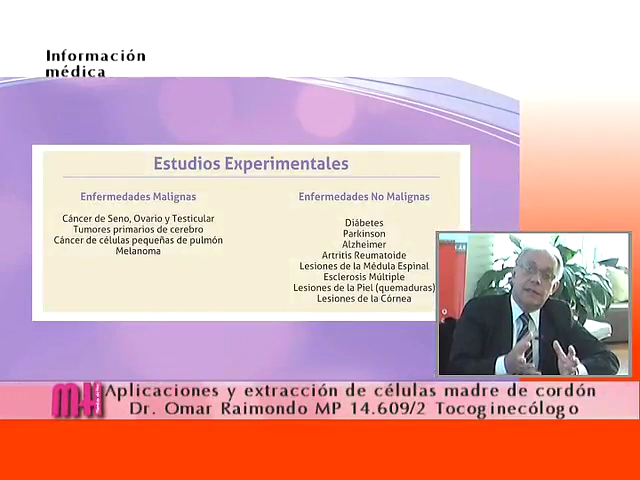 Información
médica
Estudios Experimentales
Enfermedades Malignas
Cáncer de Seno, Ovario y Testicular
Tumores primarios de cerebro
Cáncer de células pequeñas de pulmón
Melanoma
Enfermedades No Malignas
Diábetes
Parkinson
Alzheimer
Artritis Reumatoide
Lesiones de la Médula Espinal
Esclerosis Múltiple
Lesiones de la Piel (quemaduras)
Lesiones de la Córnea
M+H
Aplicaciones y extracción de células madre de cordón
Dr. Omar Raimondo MP 14.609/2 Tocoginecólogo